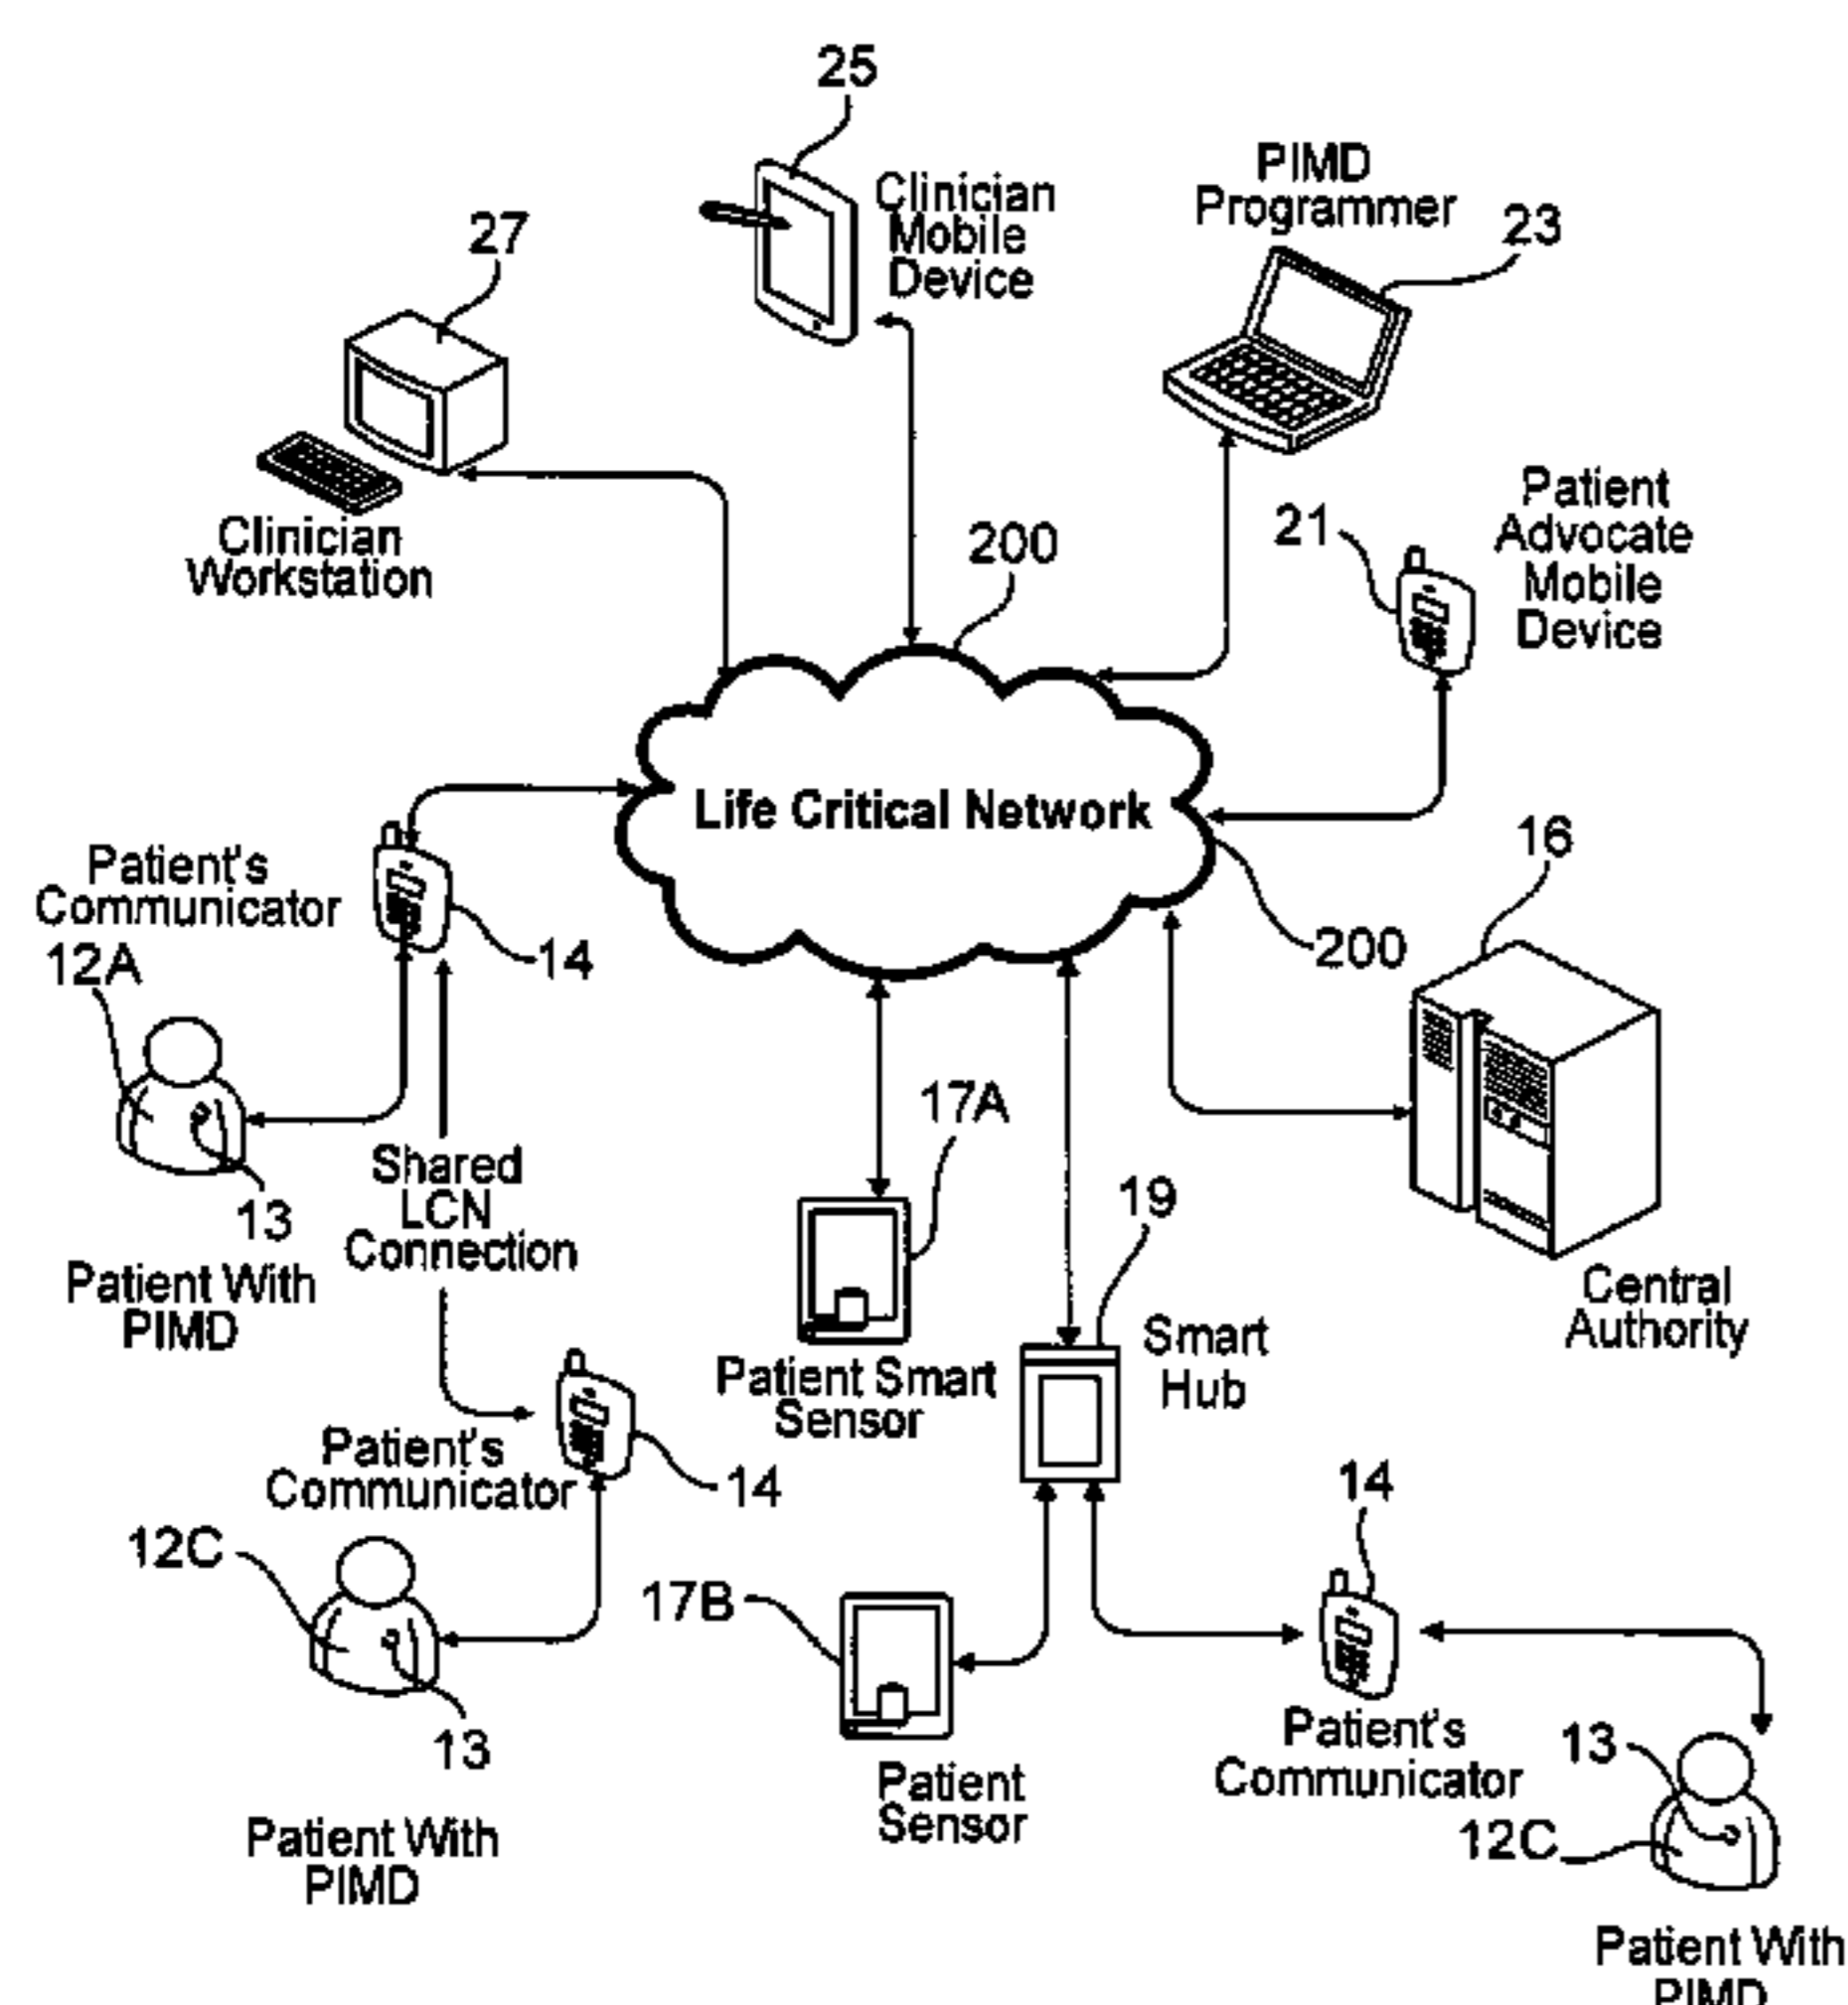 25
Clinician
Mobile
Device
PIMD
Programmer
23
27
Clinician
Workstation
200
21
Patient
Advocate
Mobile
Device
Life Critical Network
16
200
Patient's
Communicator
12A
14
13
Patient With
PIMD
Shared
LCN
Connection
17A
Patient Smart
Sensor
19
Smart
Hub
Central
Authority
Patient's
Communicator
14
12C
13
Patient With
PIMD
17B
Patient
Sensor
14
Patient's
Communicator
13
12C
Patient With
PIMD